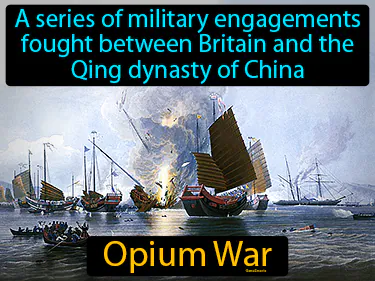 A series of military engagements
fought between Britain and the
Qing dynasty of China
Opium War